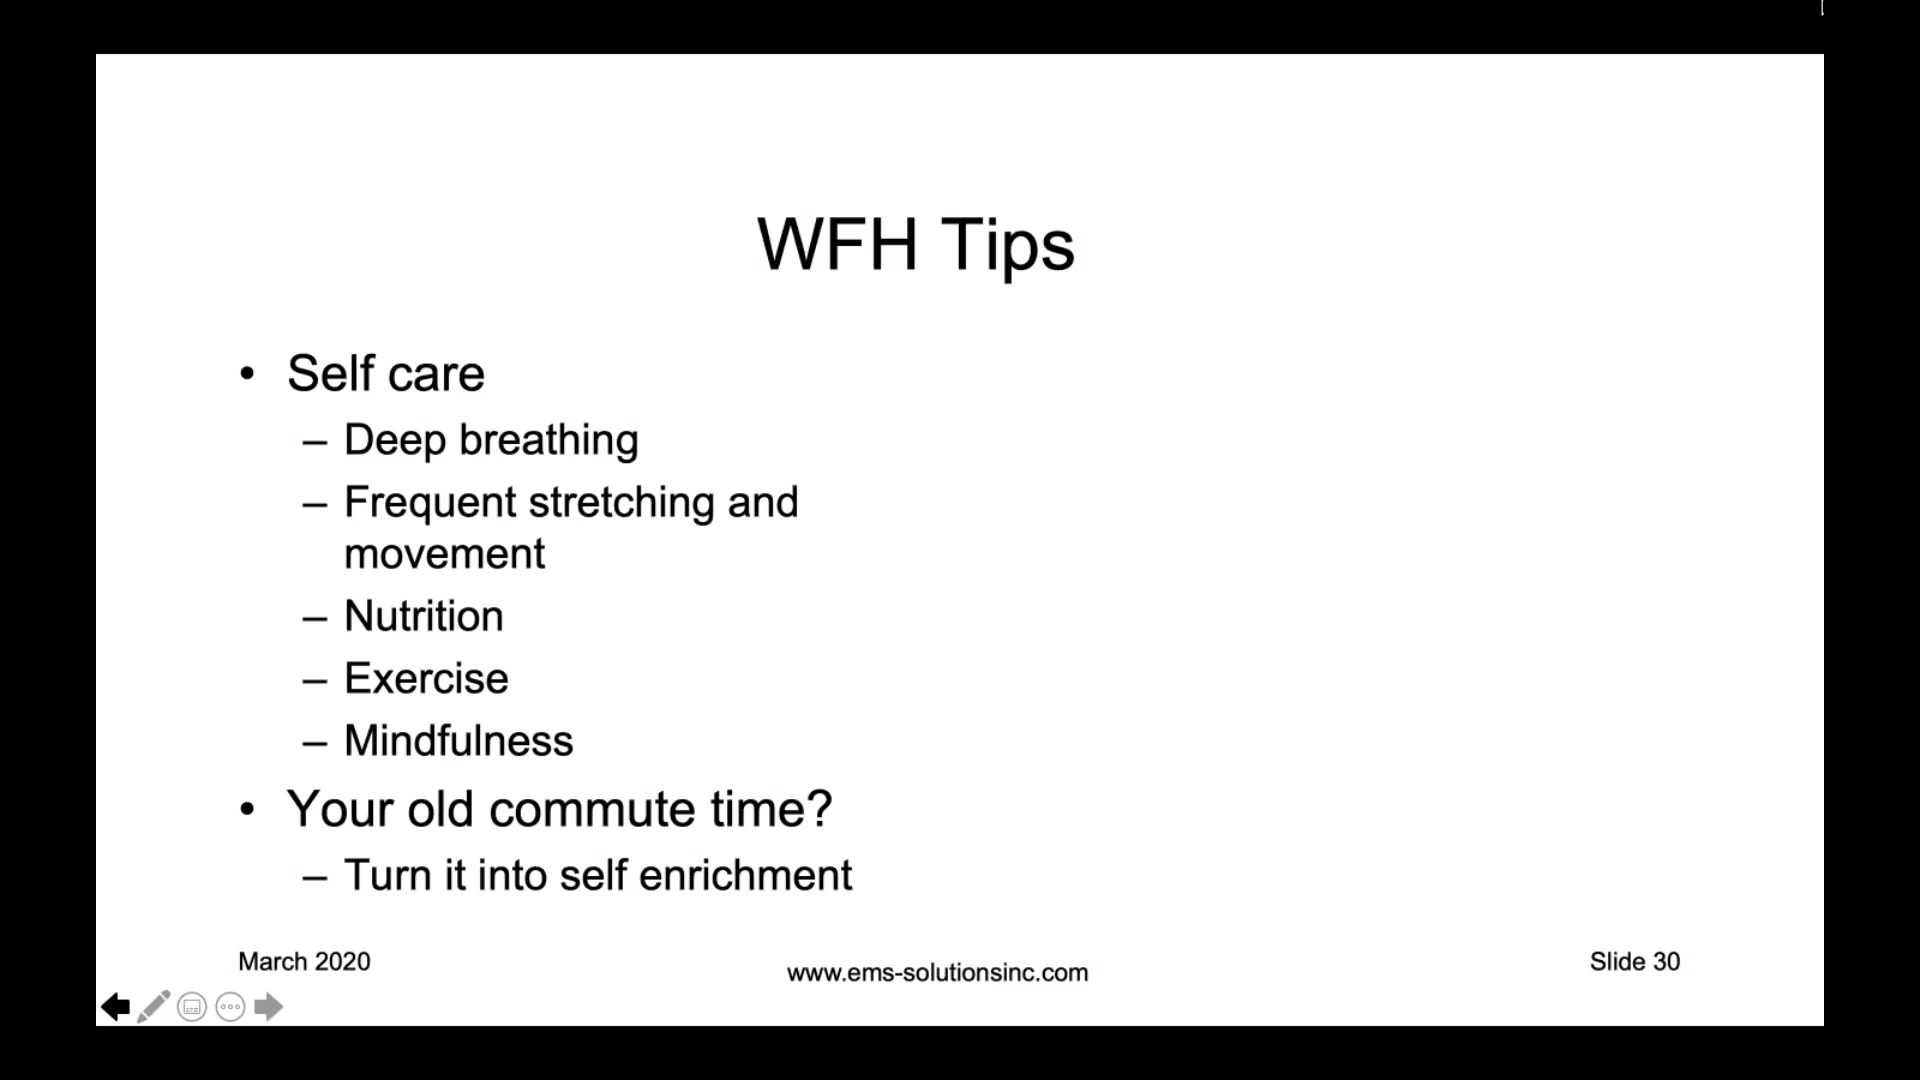 WFH Tips
• Self care
– Deep breathing
– Frequent stretching and
movement
– Nutrition
– Exercise
– Mindfulness
• Your old commute time?
– Turn it into self enrichment
March 2020
www.ems-solutionsinc.com
Slide 30